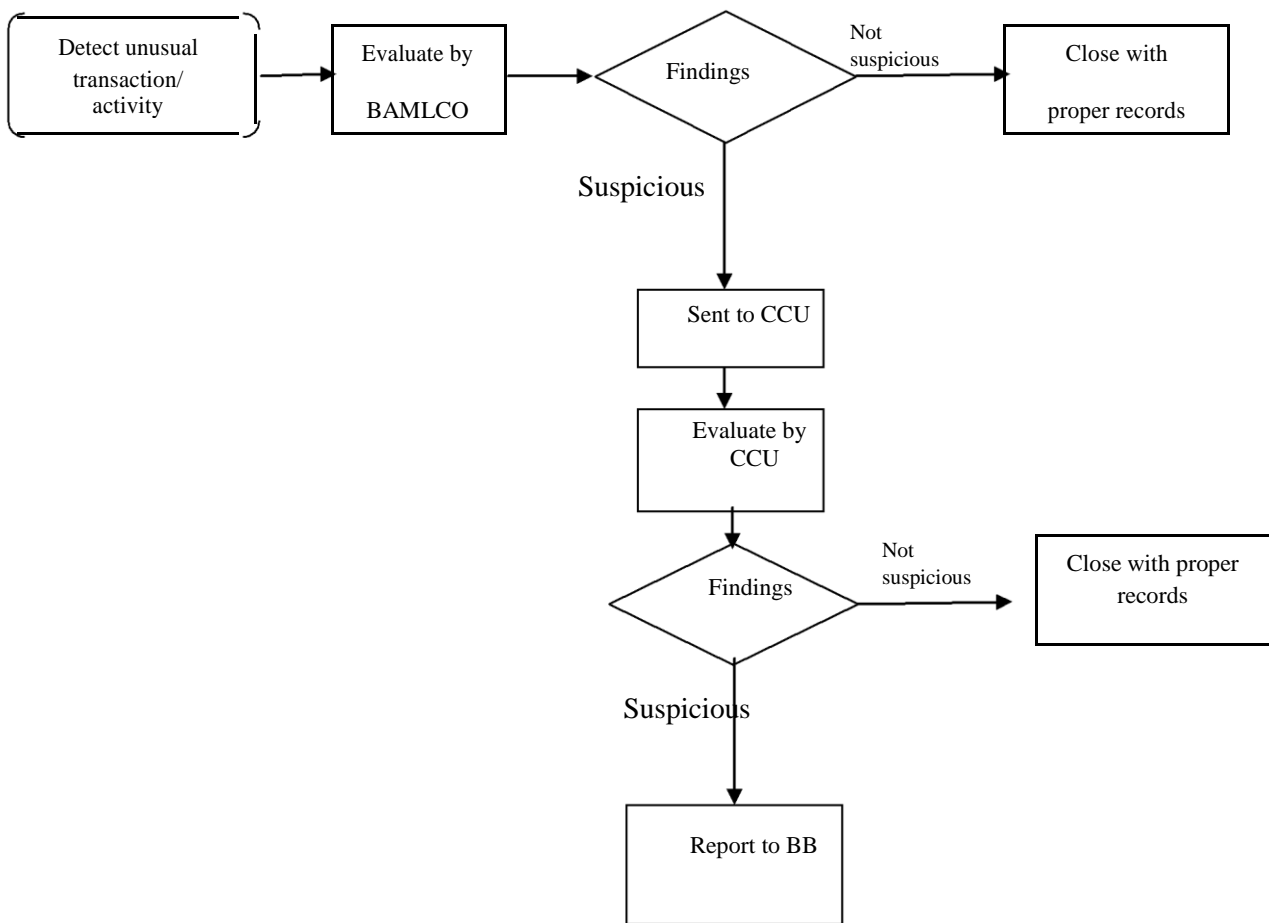 Detect unusual
transaction/
activity
Evaluate by
BAMLCO
Findings
Not
suspicious
Close with
proper records
Suspicious
Sent to CCU
Evaluate by
CCU
Findings
Not
suspicious
Close with proper
records
Suspicious
Report to BB